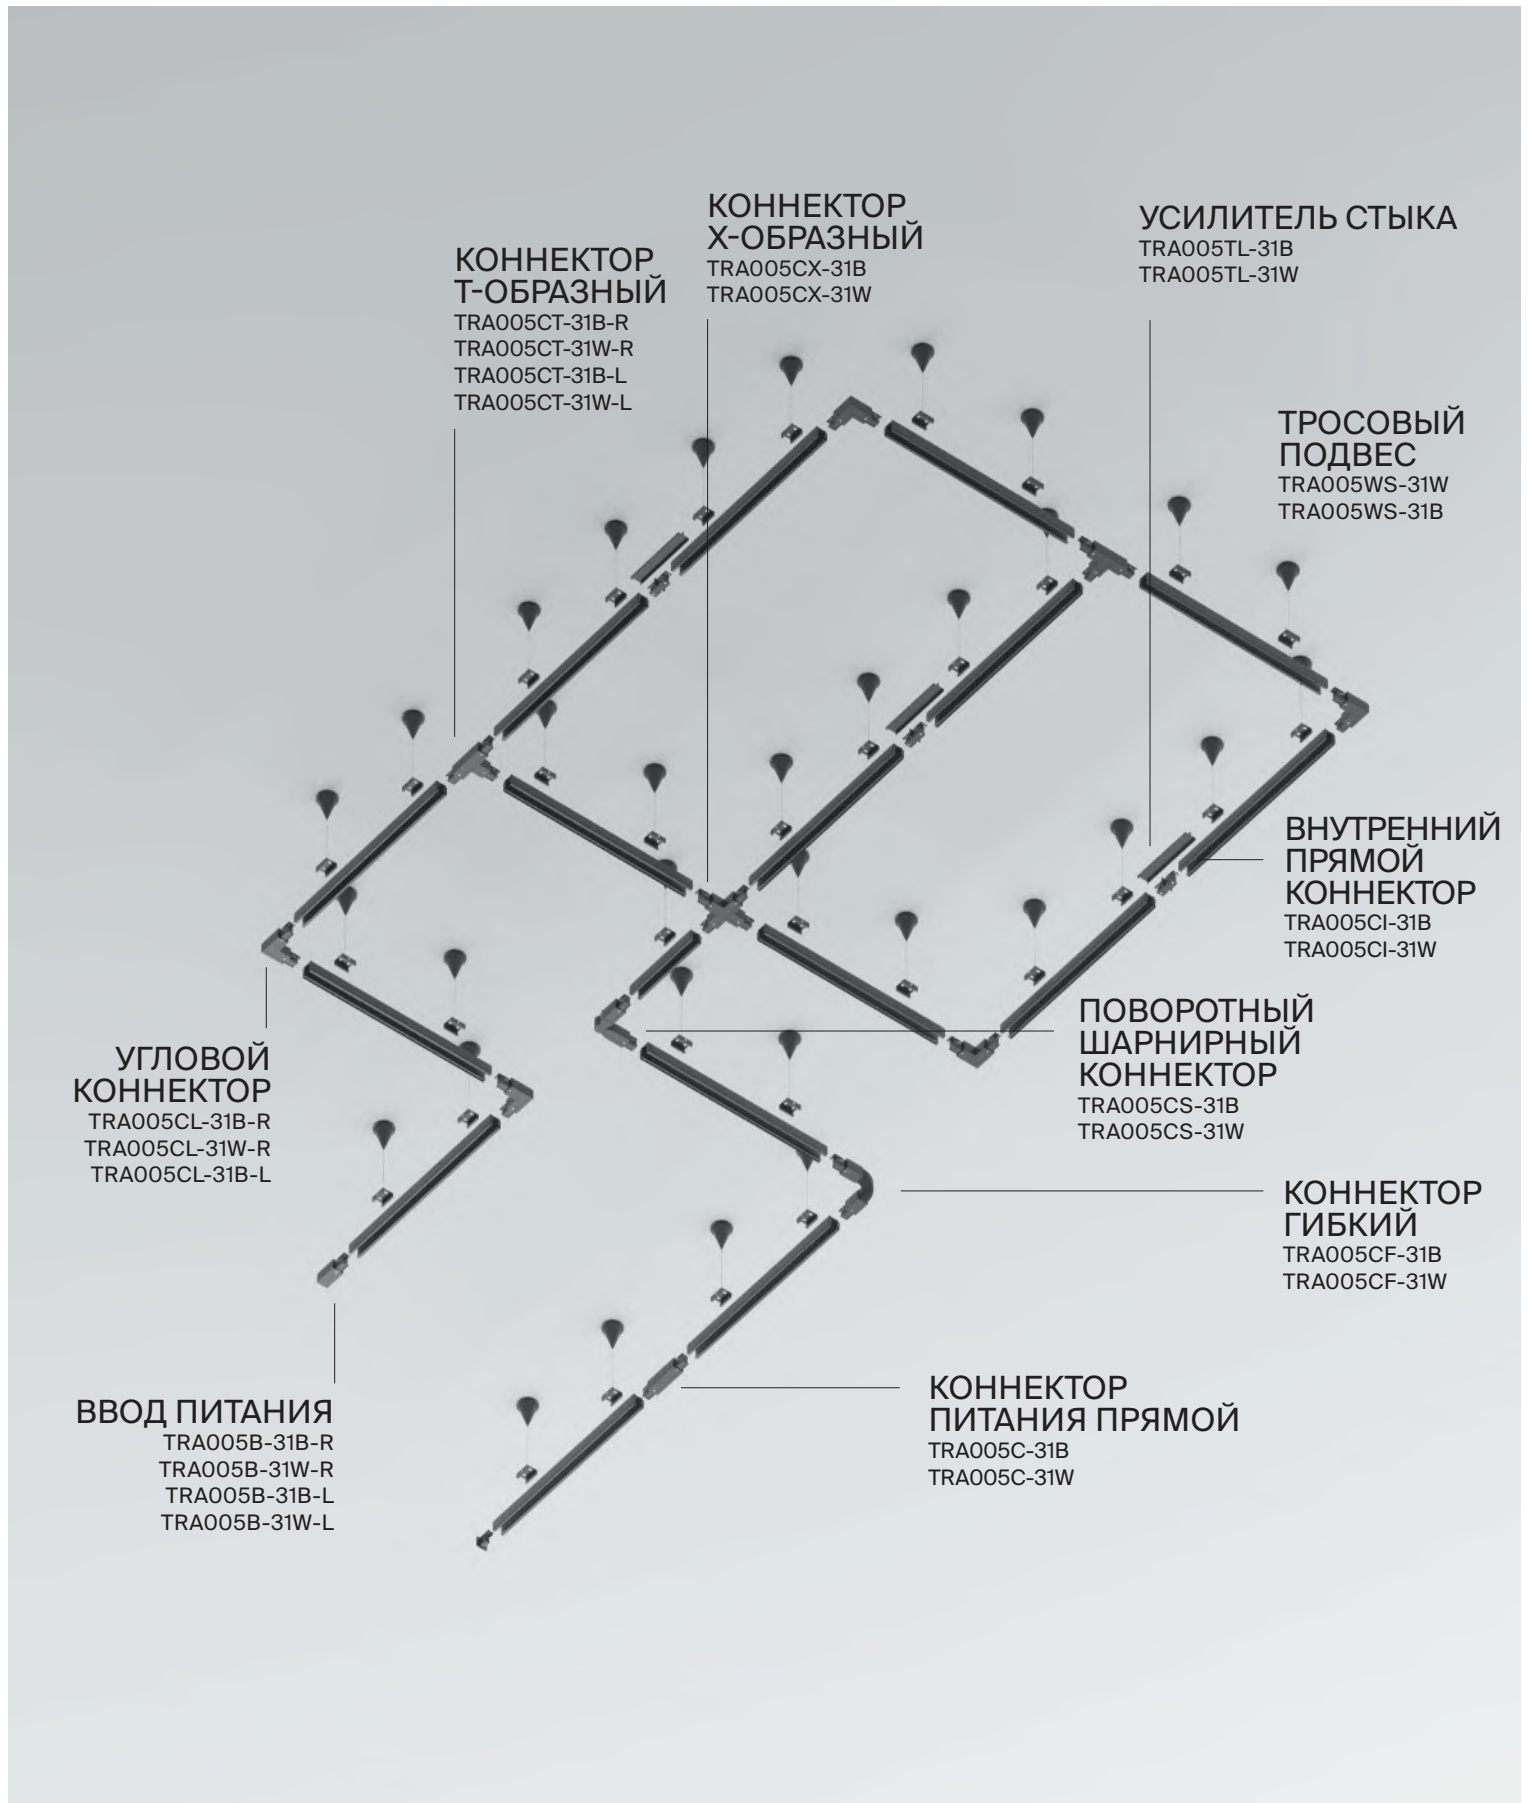 КОННЕКТОР
Х-ОБРАЗНЫЙ
TRA005CX-31B
TRA005CX-31W
УСИЛИТЕЛЬ СТЫКА
TRA005TL-31B
TRA005TL-31W
КОННЕКТОР
Т-ОБРАЗНЫЙ
TRA005CT-31B-R
TRA005CT-31W-R
TRA005CT-31B-L
TRA005CT-31W-L
ТРОСОВЫЙ
ПОДВЕС
TRA005WS-31W
TRA005WS-31B
ВНУТРЕННИЙ
ПРЯМОЙ
КОННЕКТОР
TRA005CI-31B
TRA005CI-31W
ПОВОРОТНЫЙ
ШАРНИРНЫЙ
КОННЕКТОР
TRA005CS-31B
TRA005CS-31W
УГЛОВОЙ
КОННЕКТОР
TRA005CL-31B-R
TRA005CL-31W-R
TRA005CL-31B-L
КОННЕКТОР
ГИБКИЙ
TRA005CF-31B
TRA005CF-31W
КОННЕКТОР
ПИТАНИЯ ПРЯМОЙ
TRA005C-31B
TRA005C-31W
ВВОД ПИТАНИЯ
TRA005B-31B-R
TRA005B-31W-R
TRA005B-31B-L
TRA005B-31W-L